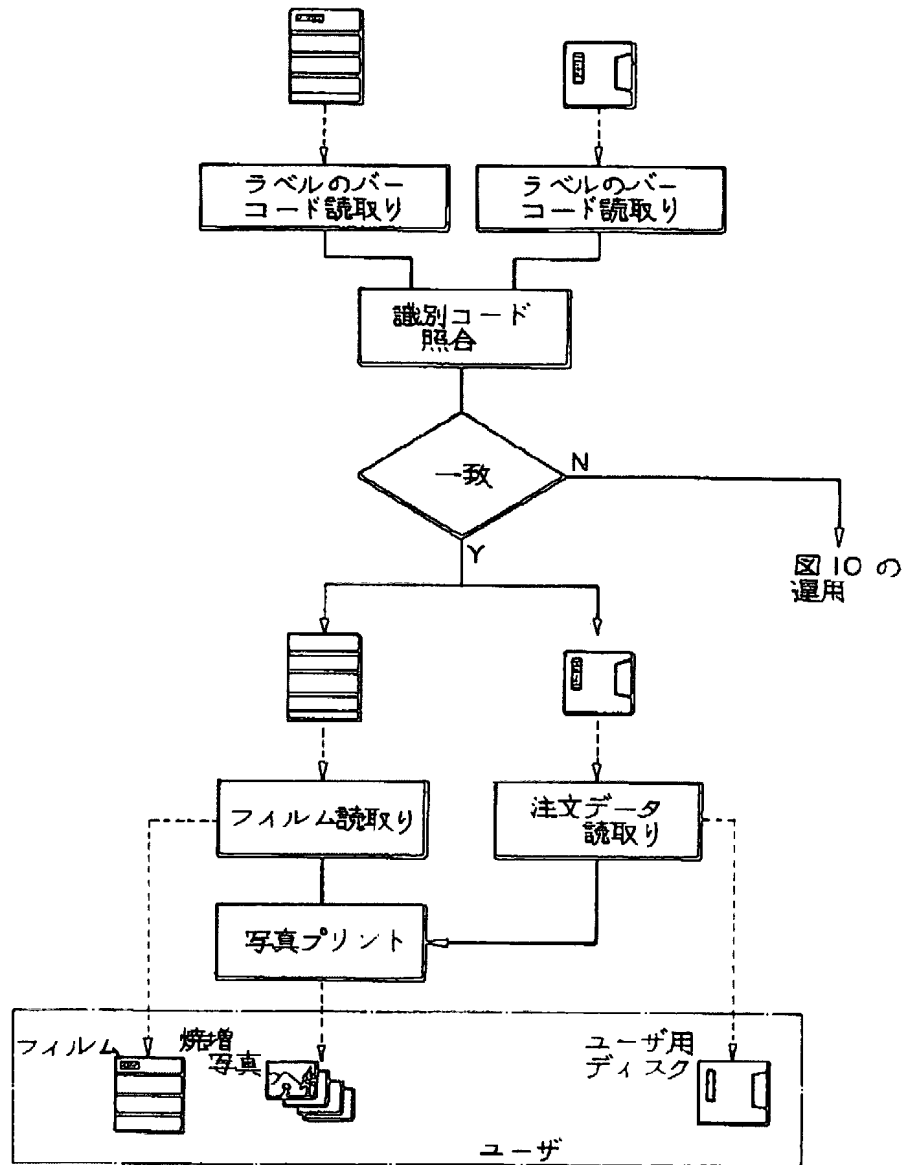 ラベルのバー
コード読取り
ラベルのバー
コード読取り
識別コード
照合
一致
N
Y
図10の
運用
フィルム読取り
注文データ
読取り
写真プリント
フィルム
焼増
写真
ユーザ用
ディスク
ユーザ